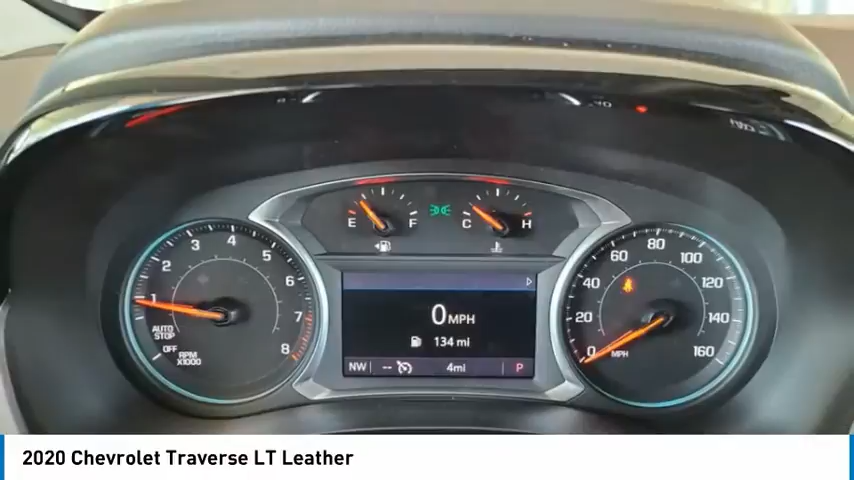 E F
C H
1 2 3 4 5 6 7 8
AUTO
STOP
OFF
RPM
X1000
0 MPH
134 mi
NW -- 4mi P
0 20 40 60 80 100 120 140 160
MPH
2020 Chevrolet Traverse LT Leather